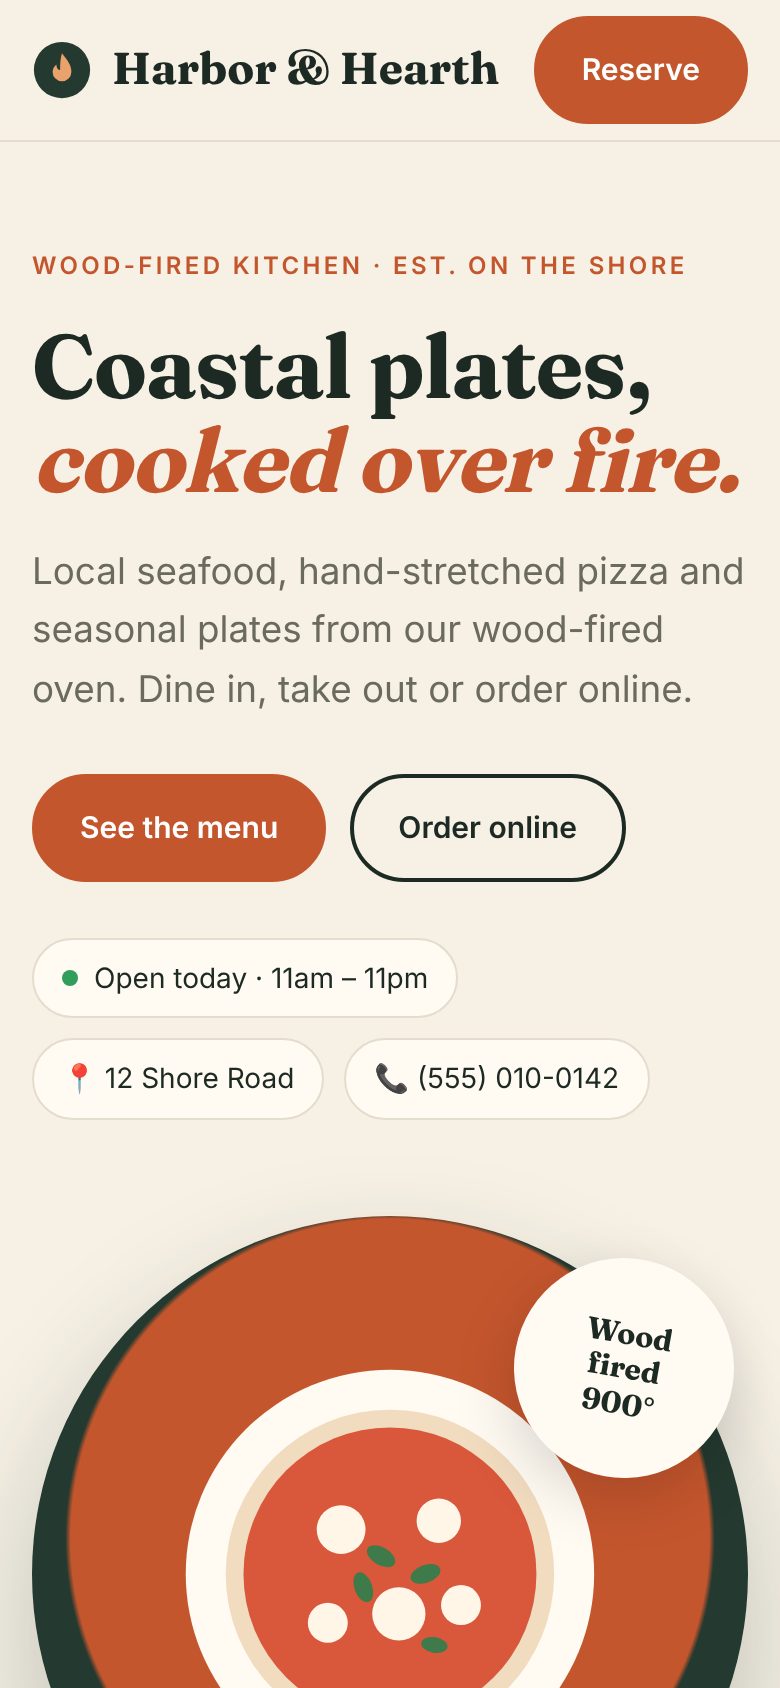 Harbor & Hearth
Reserve
WOOD-FIRED KITCHEN · EST. ON THE SHORE
Coastal plates,
cooked over fire.
Local seafood, hand-stretched pizza and
seasonal plates from our wood-fired
oven. Dine in, take out or order online.
See the menu
Order online
Open today · 11am – 11pm
12 Shore Road
(555) 010-0142
Wood
fired
900°